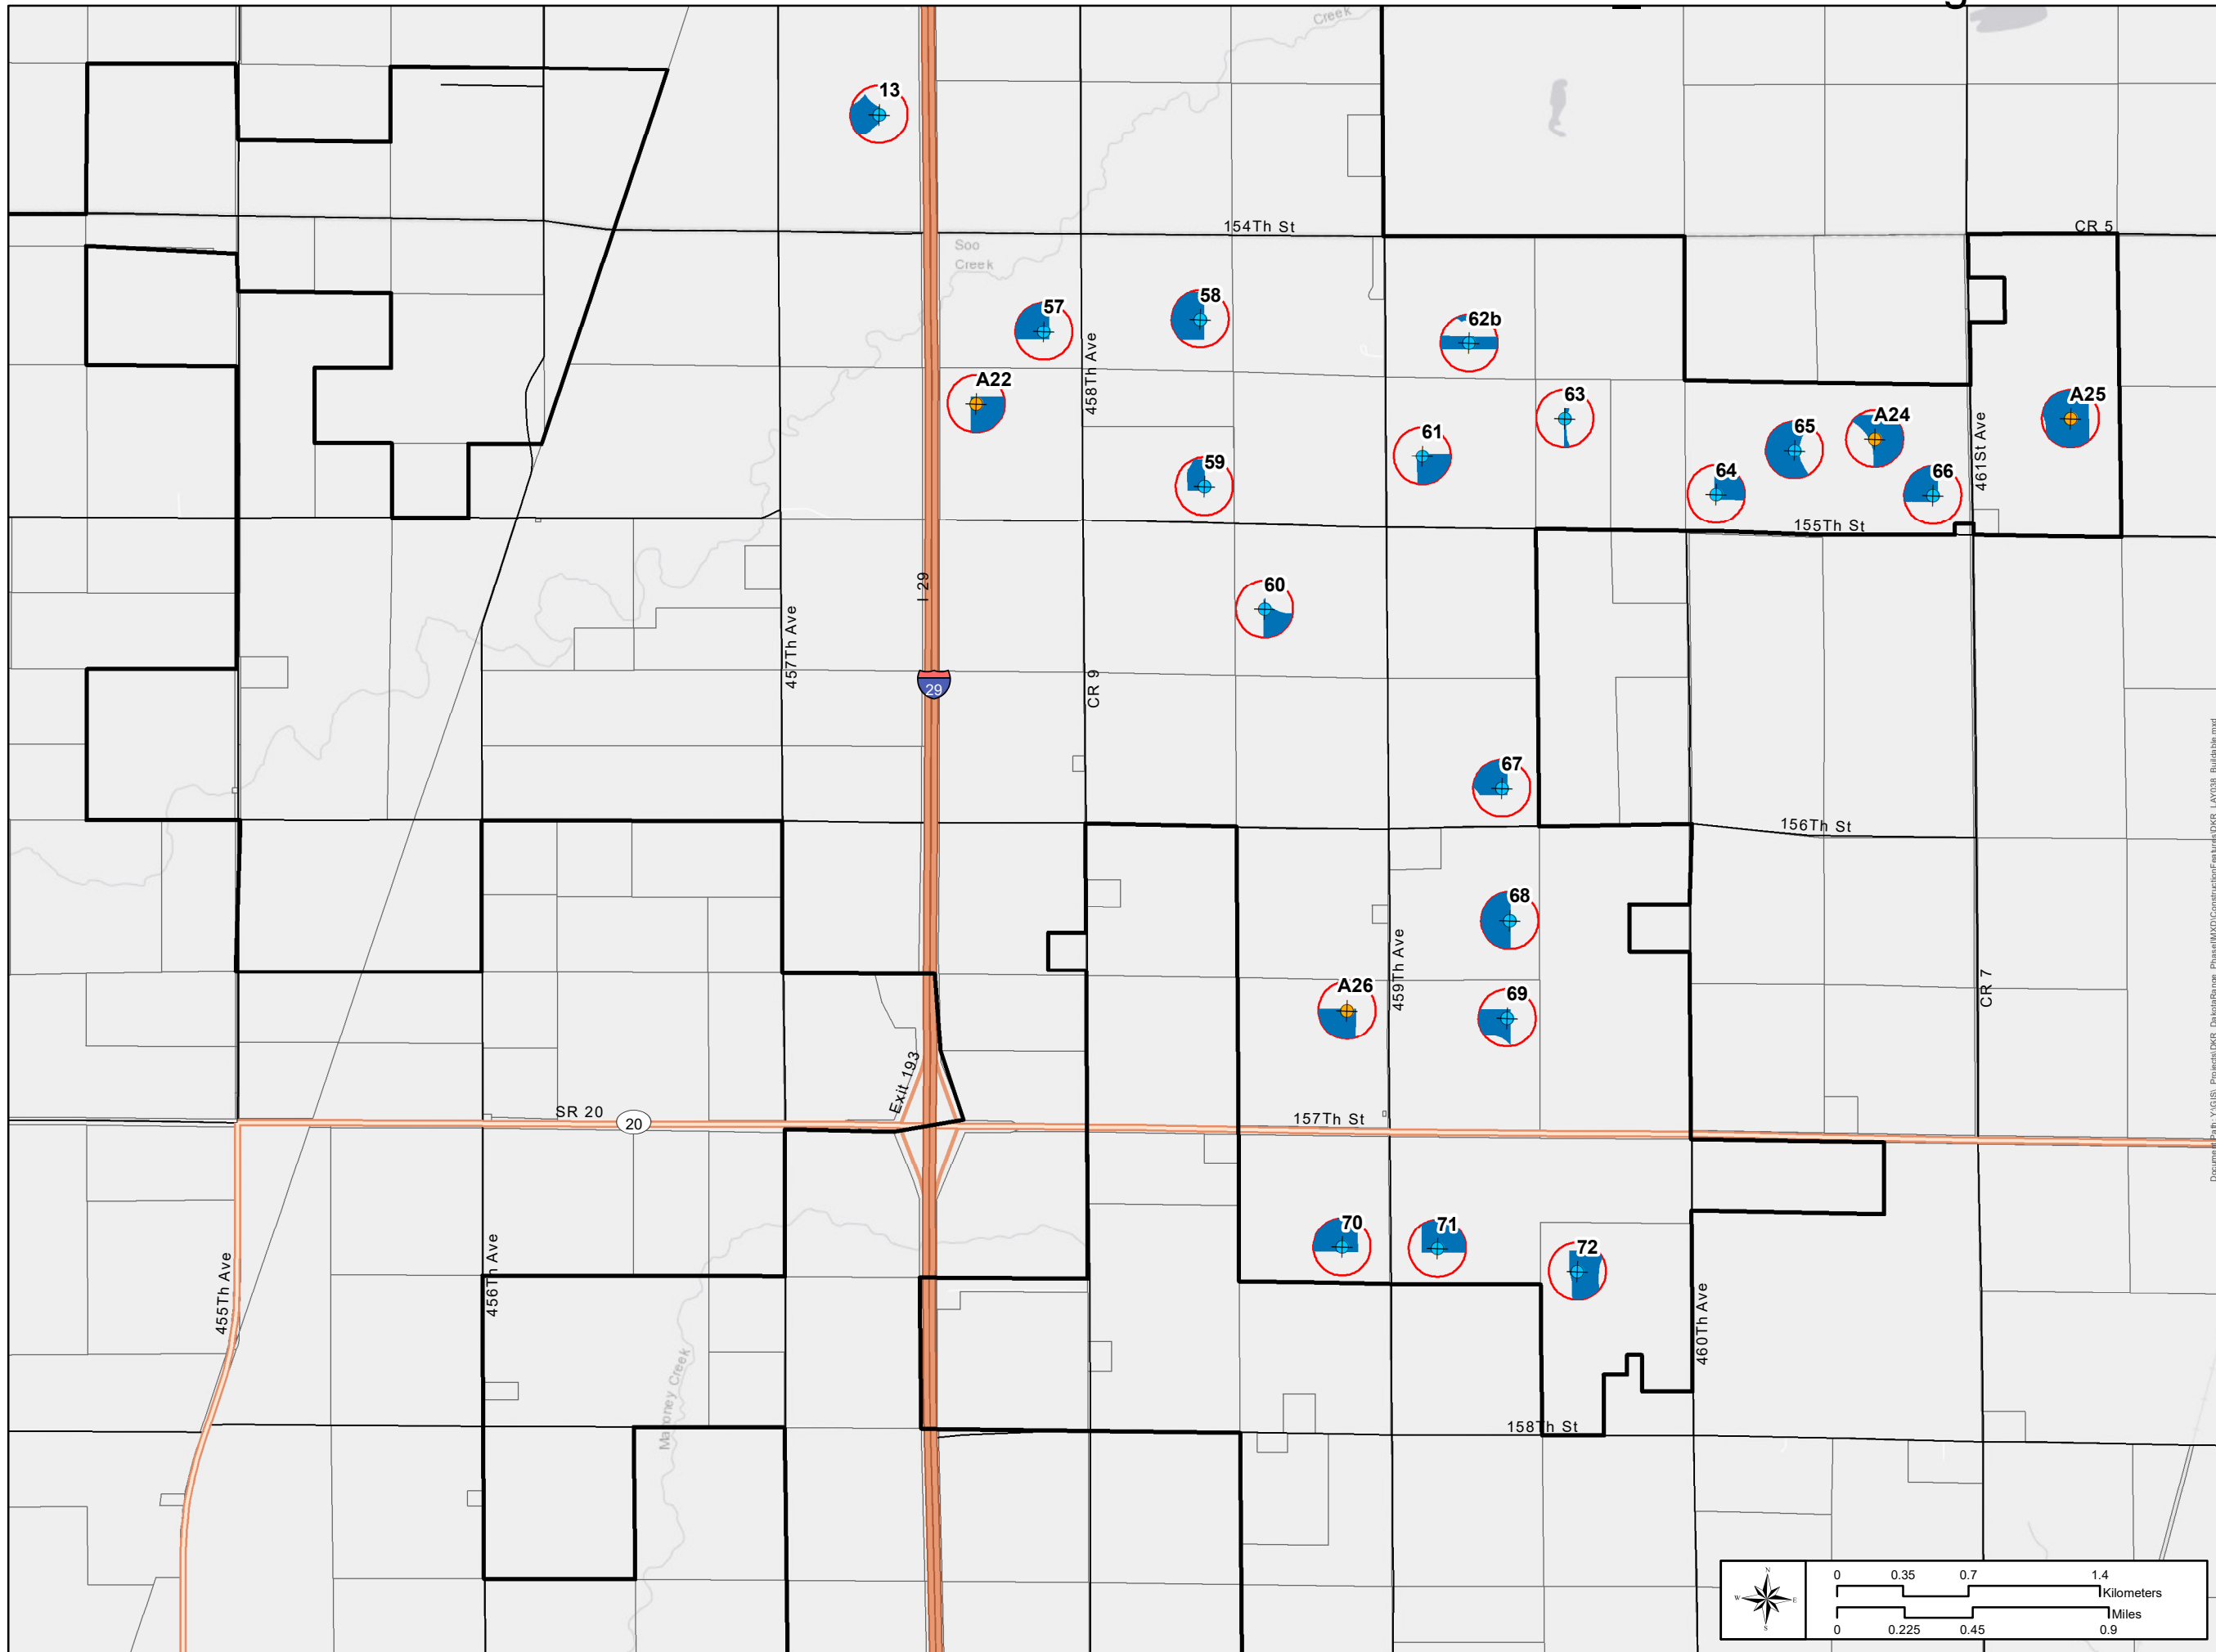 Creek
13
154Th St
CR 5
Soo
Creek
57
58
62b
458Th Ave
A22
63
A25
61
65
A24
461St Ave
59
64
66
155Th St
I 29
60
457Th Ave
29
CR 9
67
156Th St
68
459Th Ave
CR 7
A26
69
Exit 193
SR 20
20
157Th St
455Th Ave
456Th Ave
70
71
72
460Th Ave
158Th St
N
W
E
S
0 0.35 0.7 1.4
Kilometers
Miles
0 0.225 0.45 0.9